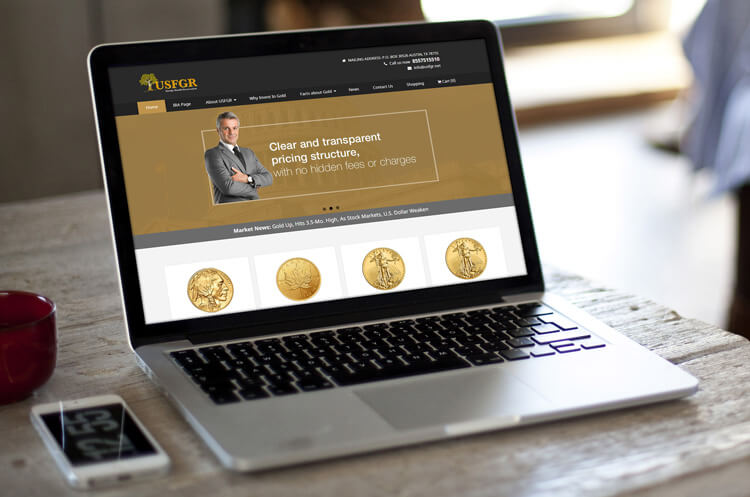 MAILING ADDRESS: P.O. BOX 30526 AUSTIN, TX 78755
Call us now 8557515510
info@usfgr.net
USFGR
Home IRA Page About USFGR Why Invest In Gold Facts about Gold News Contact Us Shopping Cart (0)
Clear and transparent
pricing structure,
with no hidden fees or charges
Market News: Gold Up, Hits 3.5-Mo. High, As Stock Markets, U.S. Dollar Weaken